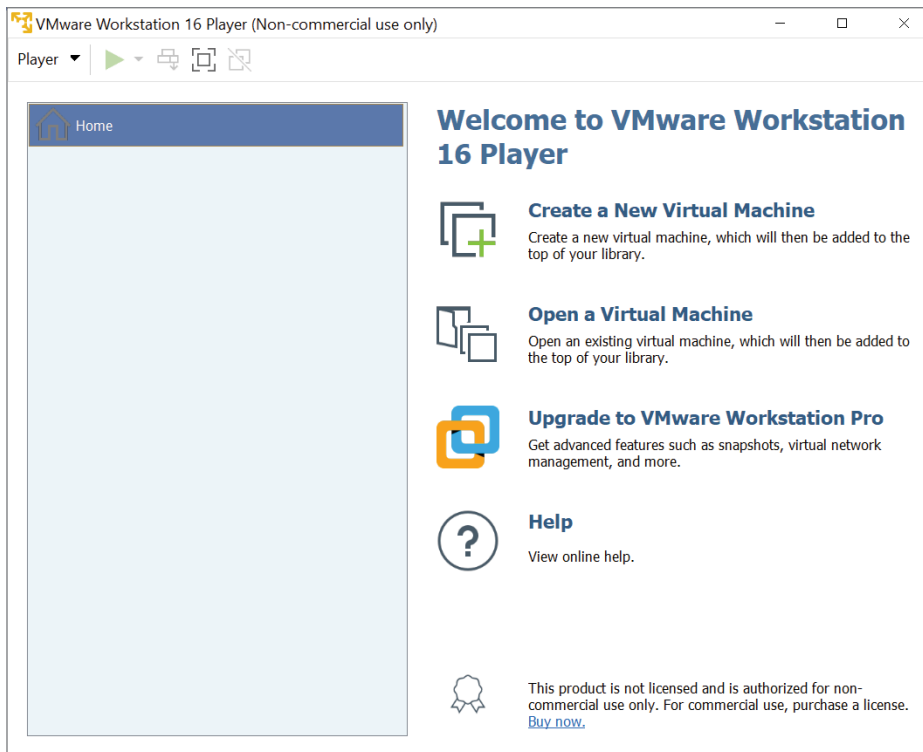 VMware Workstation 16 Player (Non-commercial use only)
Player
Home
Welcome to VMware Workstation
16 Player
Create a New Virtual Machine
Create a new virtual machine, which will then be added to the
top of your library.
Open a Virtual Machine
Open an existing virtual machine, which will then be added to
the top of your library.
Upgrade to VMware Workstation Pro
Get advanced features such as snapshots, virtual network
management, and more.
?
Help
View online help.
This product is not licensed and is authorized for non-
commercial use only. For commercial use, purchase a license.
Buy now.